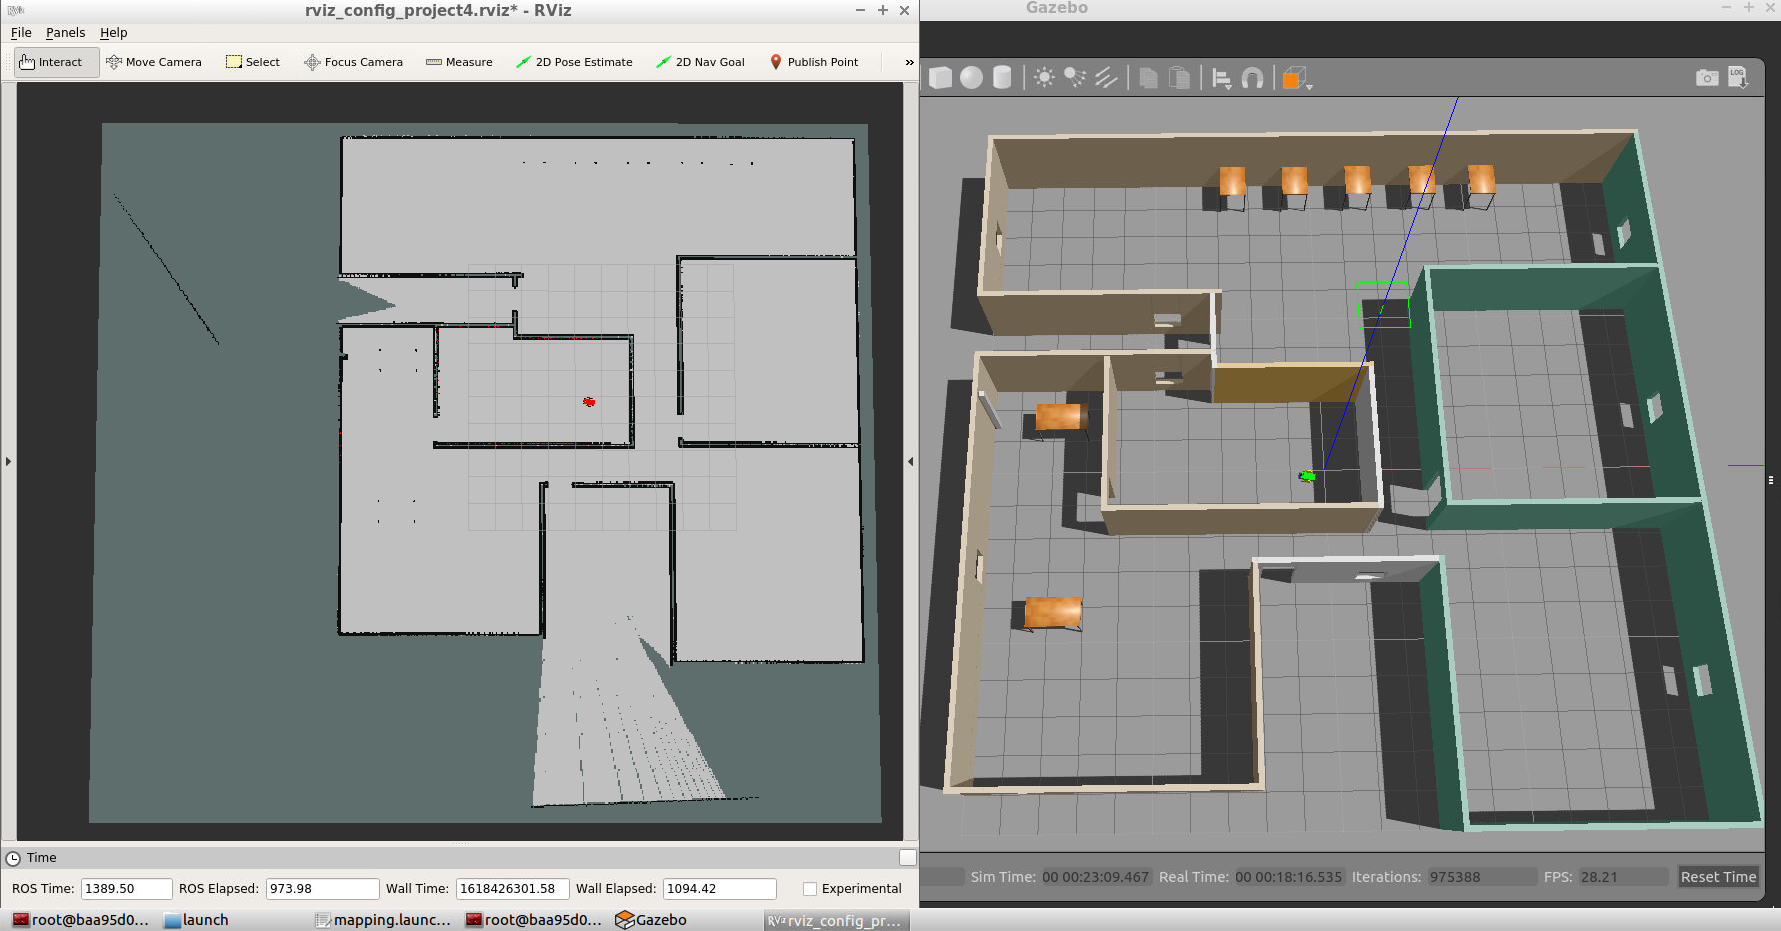 RViz
rviz_config_project4.rviz* - RViz
Gazebo
File Panels Help
Interact Move Camera Select Focus Camera Measure 2D Pose Estimate 2D Nav Goal Publish Point »
LOG
Time
ROS Time: 1389.50 ROS Elapsed: 973.98 Wall Time: 1618426301.58 Wall Elapsed: 1094.42 Experimental
Sim Time: 00 00:23:09.467 Real Time: 00 00:18:16.535 Iterations: 975388 FPS: 28.21 Reset Time
root@baa95d0... launch mapping.launc... root@baa95d0... Gazebo RViz rviz_config_pr...